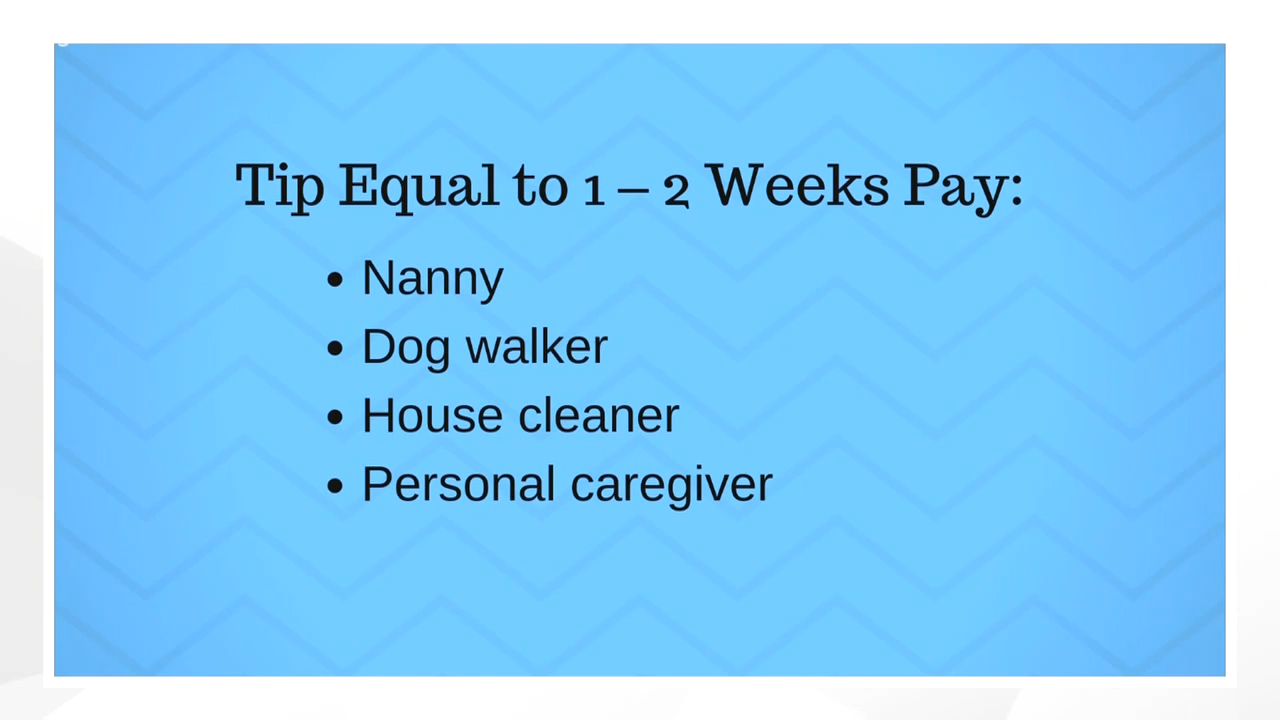 Tip Equal to 1 – 2 Weeks Pay:
• Nanny
• Dog walker
• House cleaner
• Personal caregiver